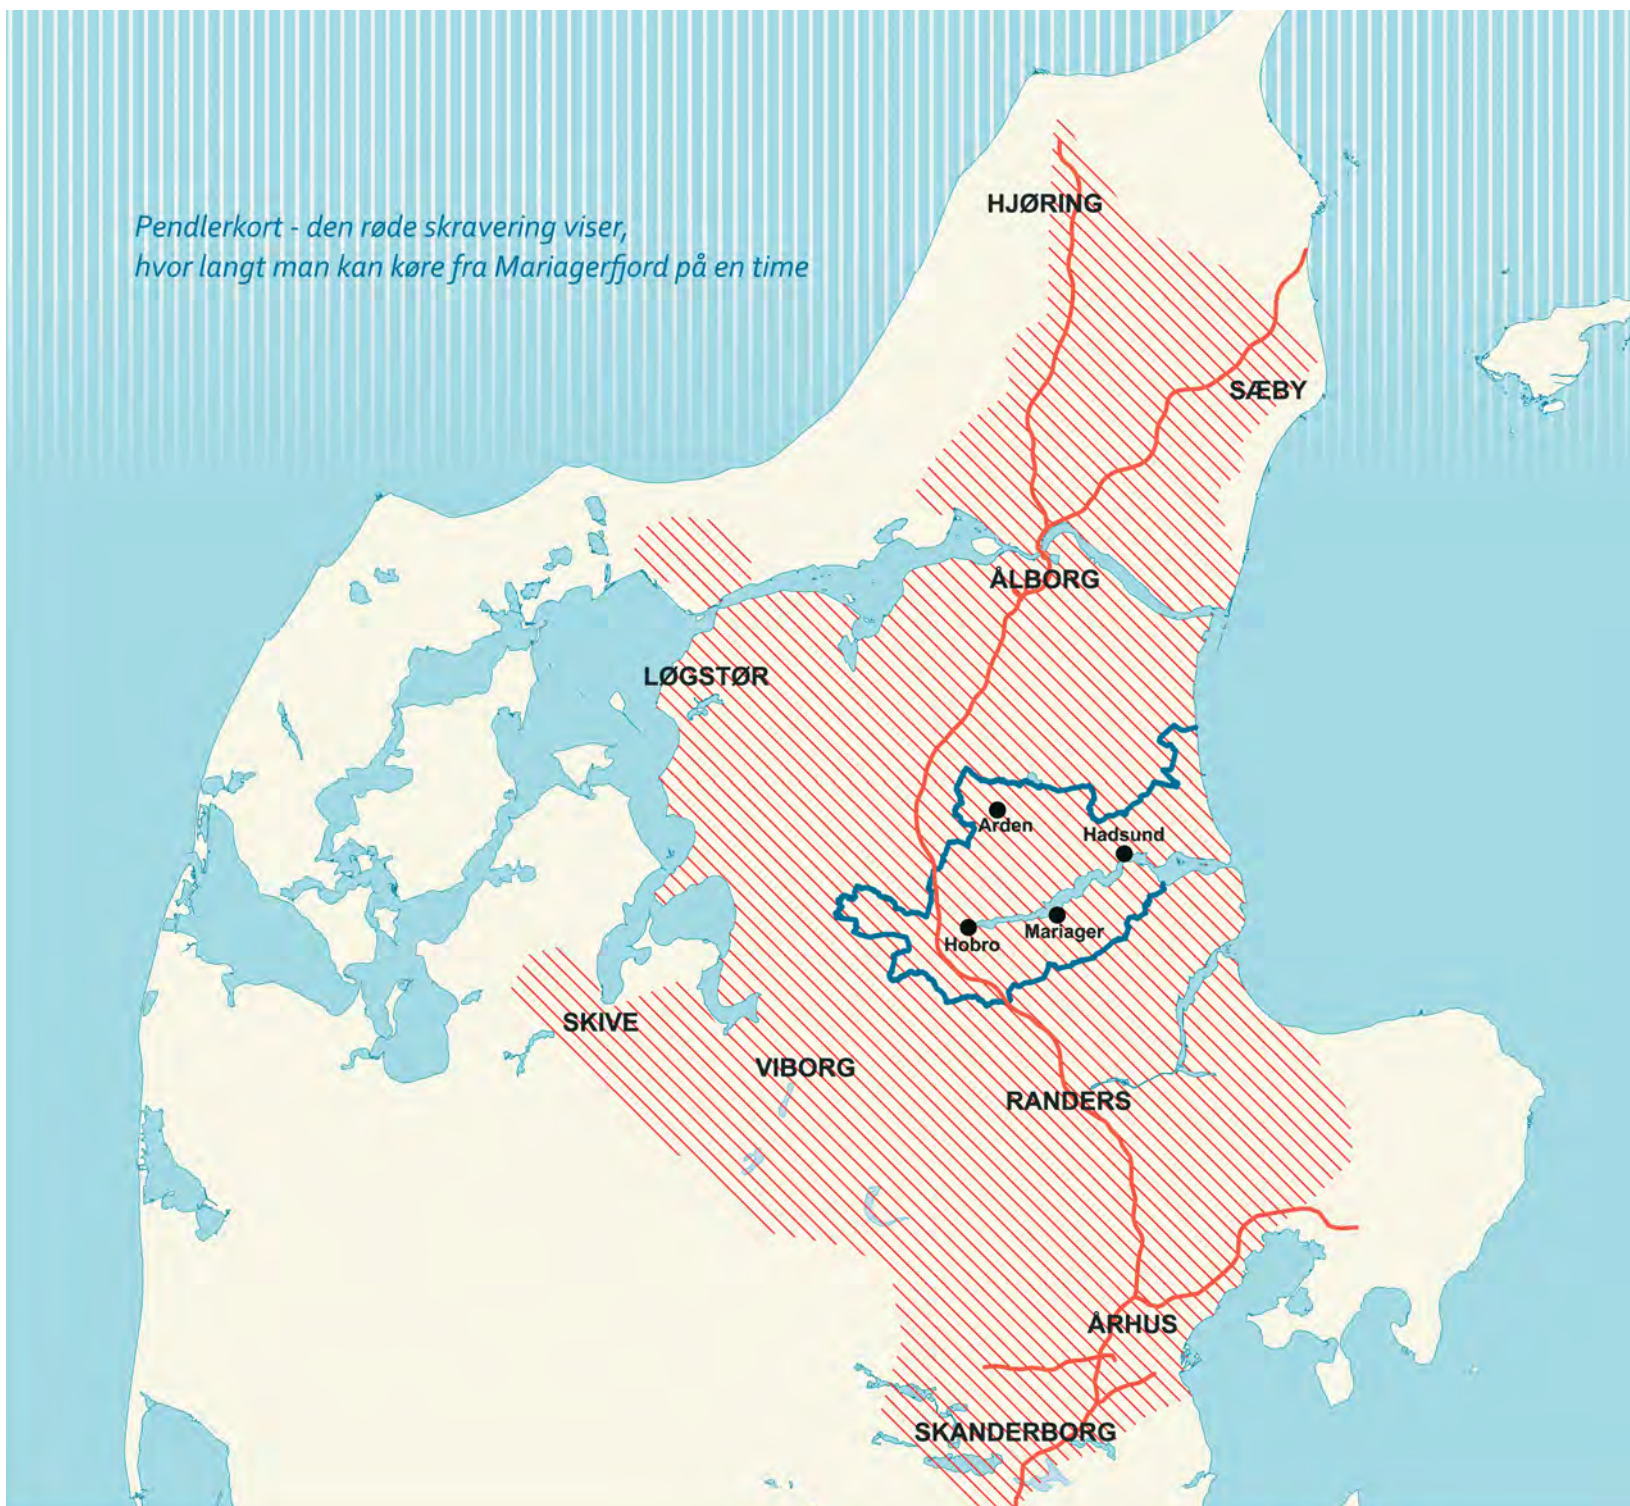 Pendlerkort - den røde skravering viser,
hvor langt man kan køre fra Mariagerfjord på en time
HJØRING
SÆBY
ÅLBORG
LØGSTØR
Arden
Hadsund
Mariager
Hobro
SKIVE
VIBORG
RANDERS
ÅRHUS
SKANDERBORG